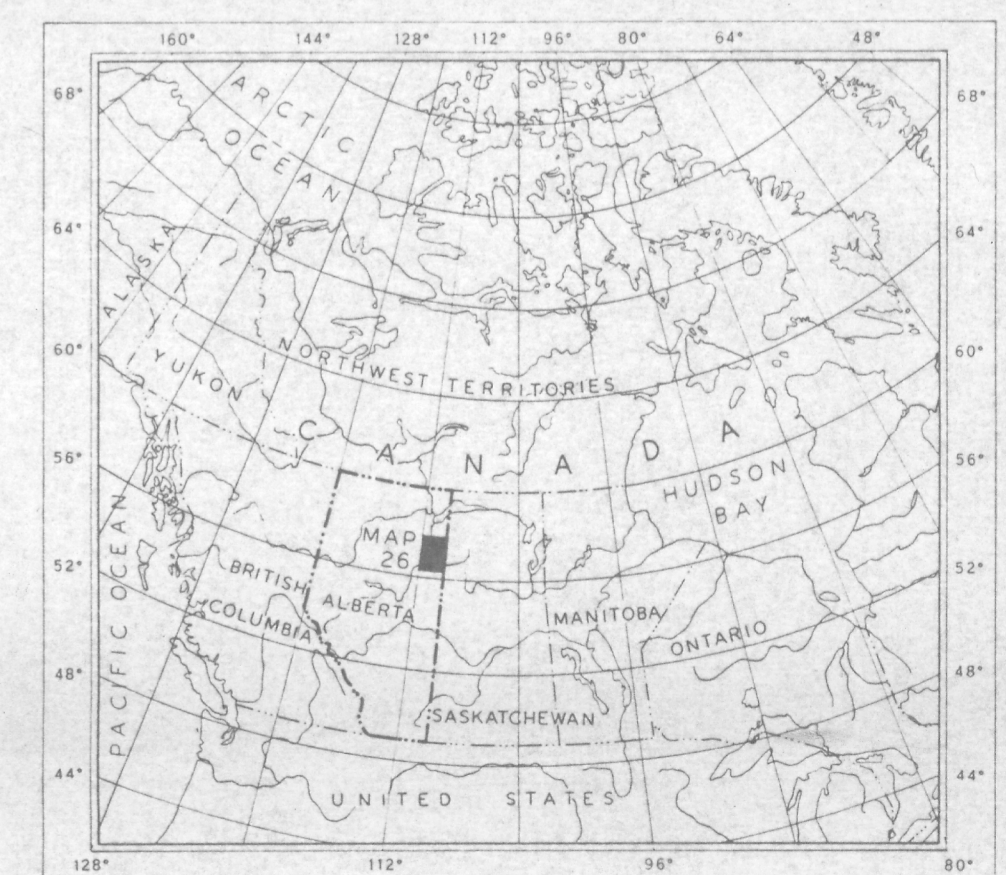 160° 144° 128° 112° 96° 80° 64° 48°
68° 68°
ARCTIC
OCEAN
64° 64°
ALASKA
60° 60°
YUKON
NORTHWEST TERRITORIES
CANADA
56° 56°
HUDSON
BAY
PACIFIC OCEAN
MAP
26
52° 52°
BRITISH
COLUMBIA
ALBERTA
MANITOBA
ONTARIO
48° 48°
SASKATCHEWAN
44° 44°
UNITED STATES
128° 112° 96° 80°